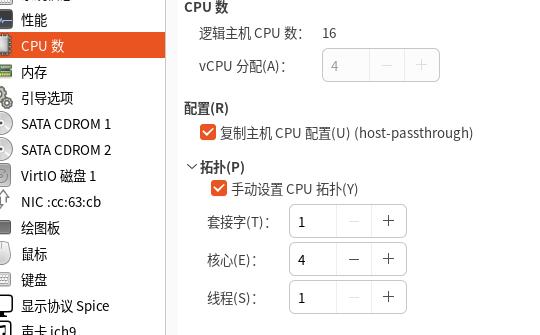 性能
CPU 数
内存
引导选项
SATA CDROM 1
SATA CDROM 2
VirtIO 磁盘 1
NIC :cc:63:cb
绘图板
鼠标
键盘
显示协议 Spice
声卡 ich9
CPU 数
逻辑主机 CPU 数： 16
vCPU 分配(A)： 4
配置(R)
复制主机 CPU 配置(U) (host-passthrough)
拓扑(P)
手动设置 CPU 拓扑(Y)
套接字(T)： 1
核心(E)： 4
线程(S)： 1